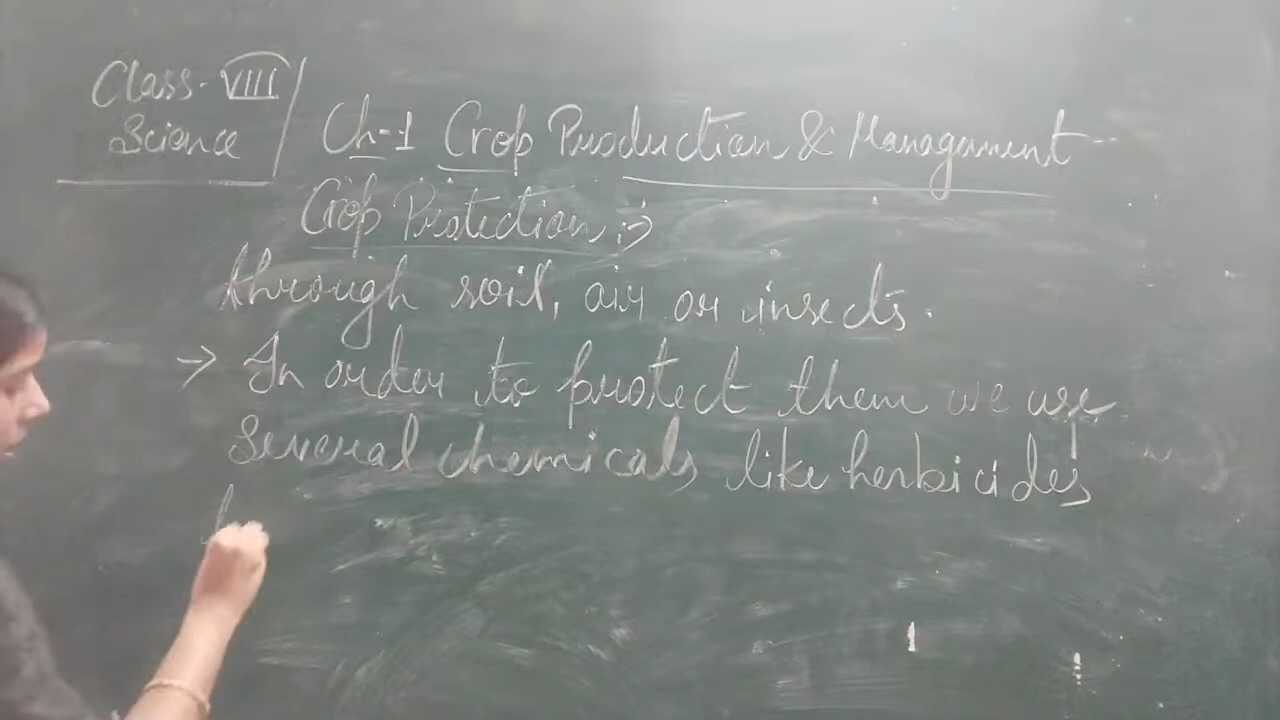 Class-VIII
Science
Ch-1 Crop Production & Management
Crop Protection :->
through soil, air or insects.
-> In order to protect them we use
several chemicals like herbicides